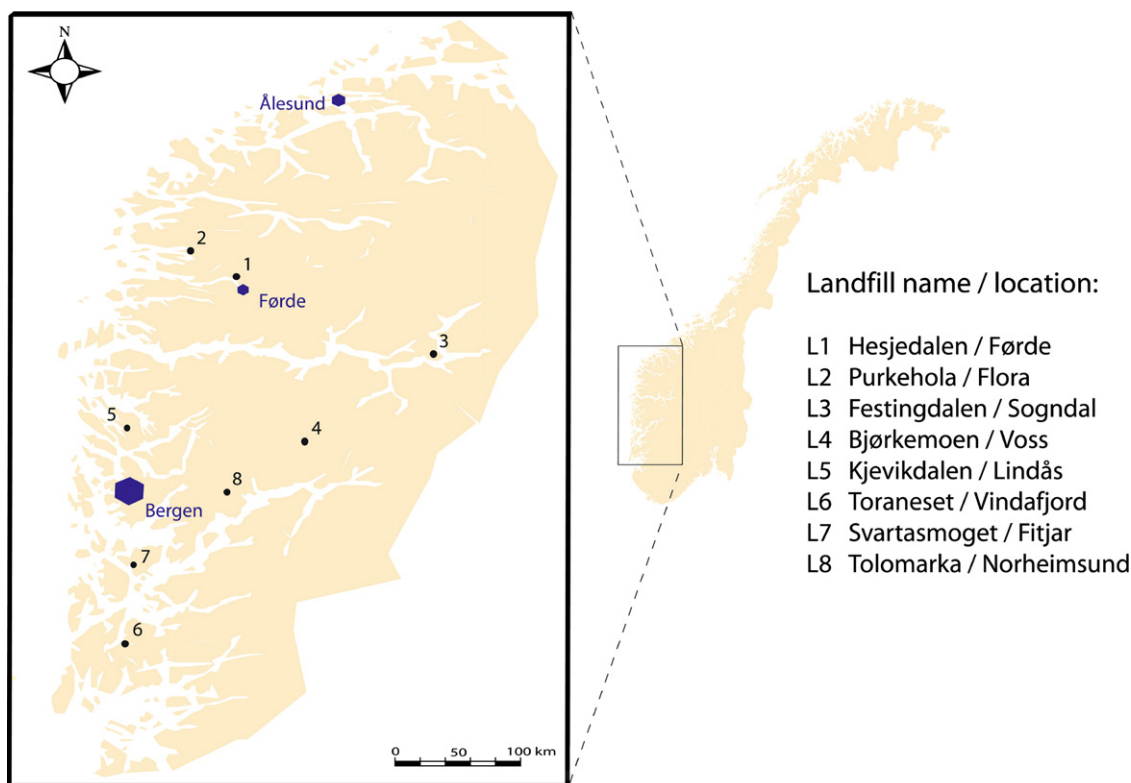 N
Ålesund
2
1
Førde
3
5
4
8
Bergen
7
6
0 50 100 km
Landfill name / location:
L1 Hesjedalen / Førde
L2 Purkehola / Flora
L3 Festingdalen / Sogndal
L4 Bjørkemoen / Voss
L5 Kjevikdalen / Lindås
L6 Toraneset / Vindafjord
L7 Svartasmoget / Fitjar
L8 Tolomarka / Norheimsund